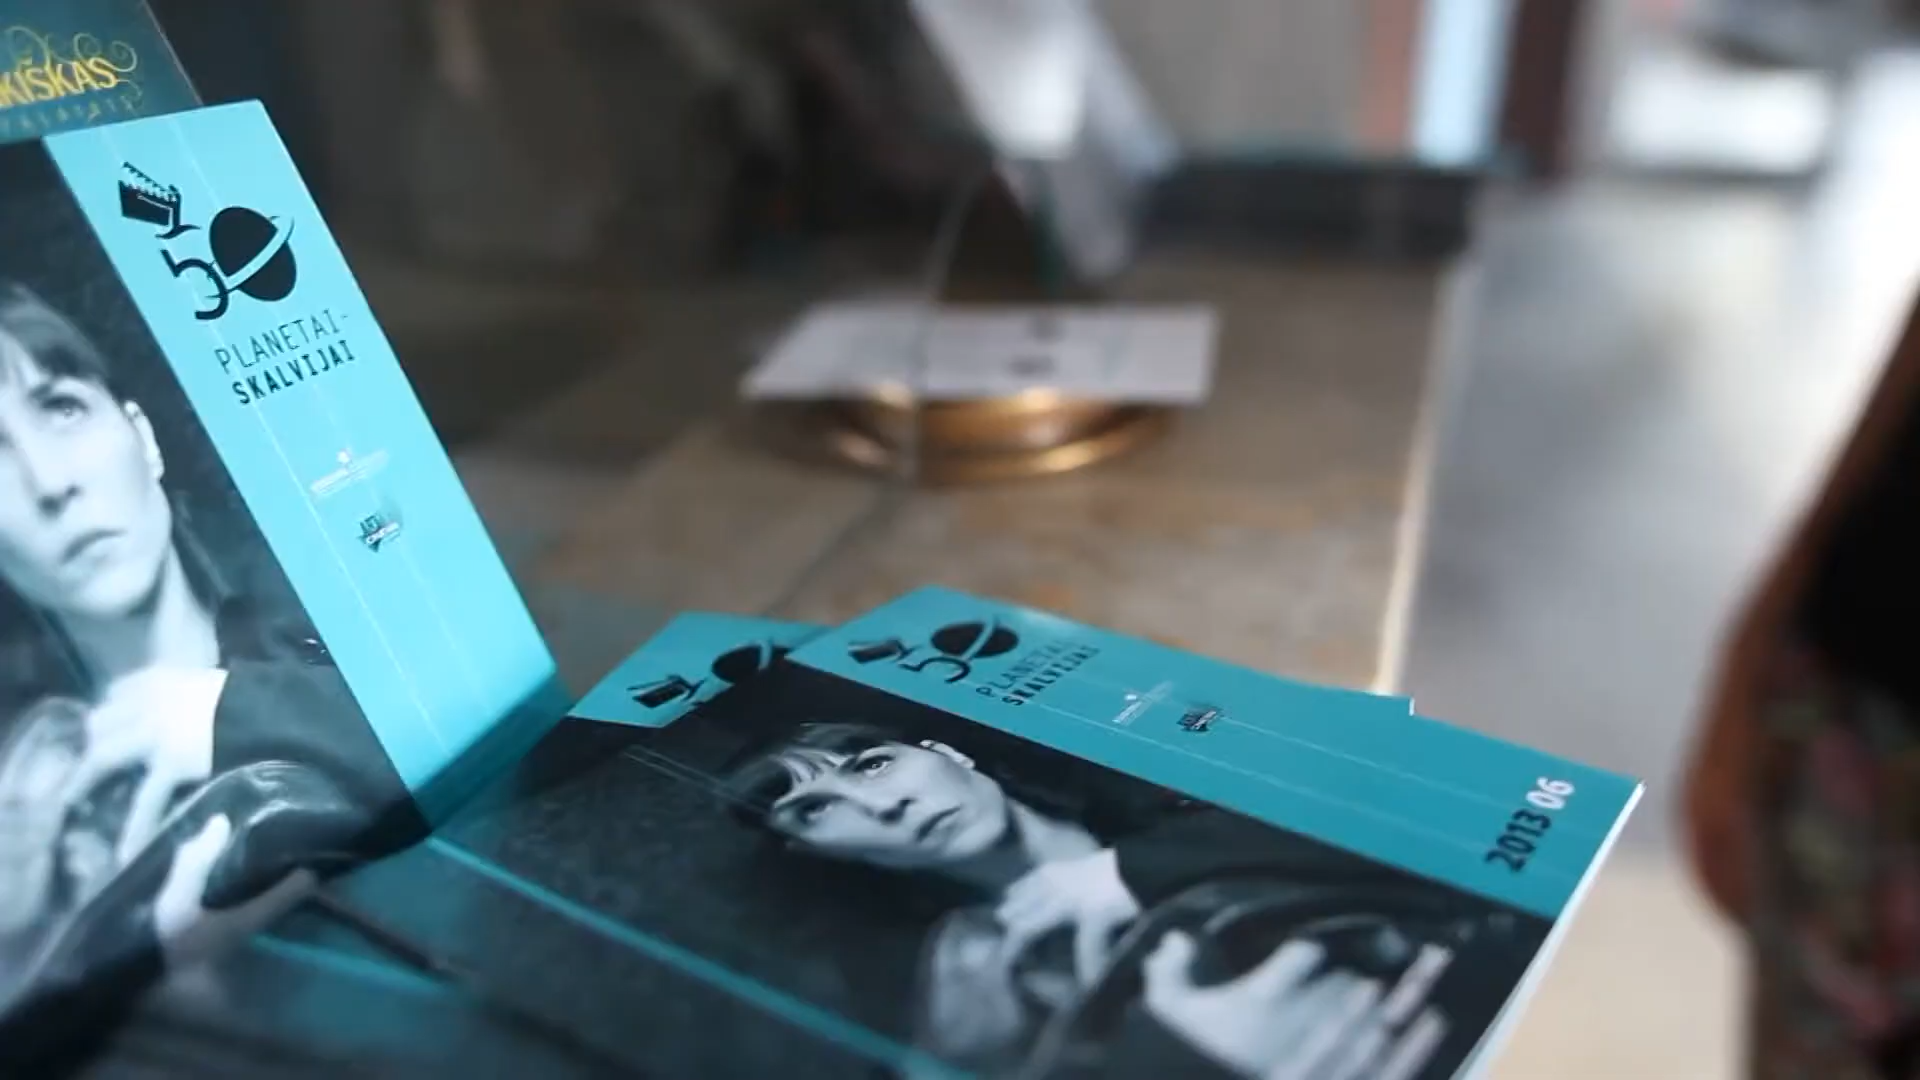 KIŠKAS
50
PLANETAI-
SKALVIJAI
50
PLANETAI-
SKALVIJAI
2013 06